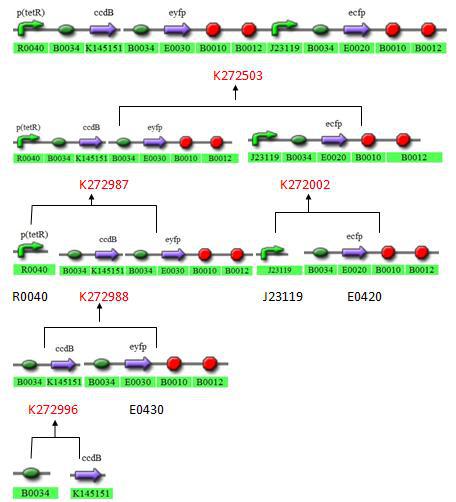 p(tetR) ccdB eyfp ecfp
R0040 B0034 K145151 B0034 E0030 B0010 B0012 J23119 B0034 E0020 B0010 B0012
K272503
p(tetR) ccdB eyfp ecfp
R0040 B0034 K145151 B0034 E0030 B0010 B0012 J23119 B0034 E0020 B0010 B0012
K272987 K272002
p(tetR) ccdB eyfp ecfp
R0040 B0034 K145151 B0034 E0030 B0010 B0012 J23119 B0034 E0020 B0010 B0012
R0040 K272988 J23119 E0420
ccdB eyfp
B0034 K145151 B0034 E0030 B0010 B0012
K272996 E0430
ccdB
B0034 K145151